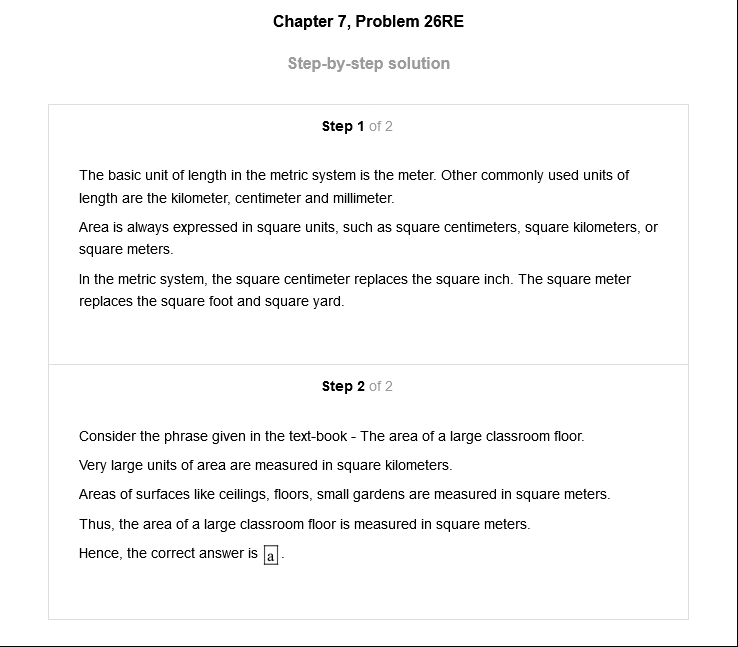 Chapter 7, Problem 26RE
Step-by-step solution
Step 1 of 2
The basic unit of length in the metric system is the meter. Other commonly used units of
length are the kilometer, centimeter and millimeter.
Area is always expressed in square units, such as square centimeters, square kilometers, or
square meters.
In the metric system, the square centimeter replaces the square inch. The square meter
replaces the square foot and square yard.
Step 2 of 2
Consider the phrase given in the text-book - The area of a large classroom floor.
Very large units of area are measured in square kilometers.
Areas of surfaces like ceilings, floors, small gardens are measured in square meters.
Thus, the area of a large classroom floor is measured in square meters.
Hence, the correct answer is a .